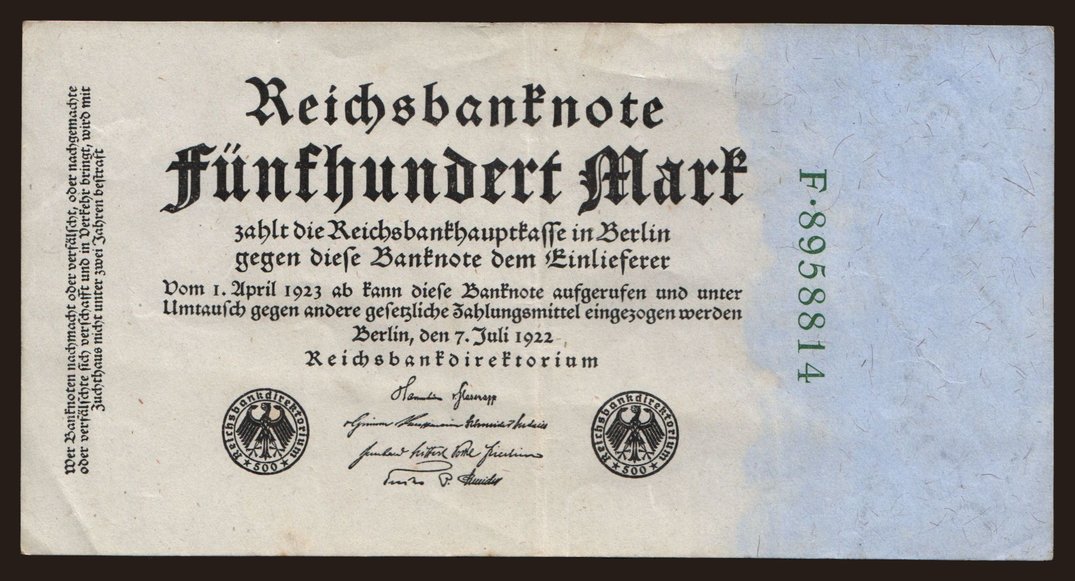 Reichsbanknote
Fünfhundert Mark
zahlt die Reichsbankhauptkasse in Berlin
gegen diese Banknote dem Einlieferer
Vom 1. April 1923 ab kann diese Banknote aufgerufen und unter
Umtausch gegen andere gesetzliche Zahlungsmittel eingezogen werden
Berlin, den 7. Juli 1922
Reichsbankdirektorium
Reichsbankdirektorium
500
Reichsbankdirektorium
500
Wer Banknoten nachmacht oder verfälscht, oder nachgemachte
oder verfälschte sich verschafft und in Verkehr bringt, wird mit
Zuchthaus nicht unter zwei Jahren bestraft
F·8958814